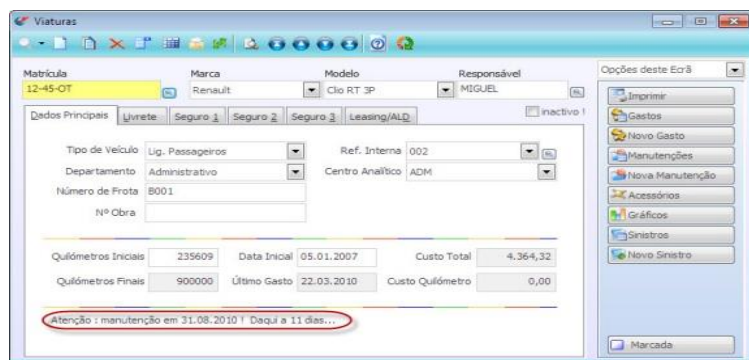 Viaturas
Matrícula Marca Modelo Responsável Opções deste Ecrã
12-45-OT Renault Clio RT 3P MIGUEL
Dados Principais Livrete Seguro 1 Seguro 2 Seguro 3 Leasing/ALD inactivo !
Tipo de Veículo Lig. Passageiros Ref. Interna 002
Departamento Administrativo Centro Analítico ADM
Número de Frota B001
Nº Obra
Quilómetros Iniciais 235609 Data Inicial 05.01.2007 Custo Total 4.364,32
Quilómetros Finais 900000 Último Gasto 22.03.2010 Custo Quilómetro 0,00
Atenção : manutenção em 31.08.2010 ! Daqui a 11 dias...
Imprimir
Gastos
Novo Gasto
Manutenções
Nova Manutenção
Acessórios
Gráficos
Sinistros
Novo Sinistro
Marcada